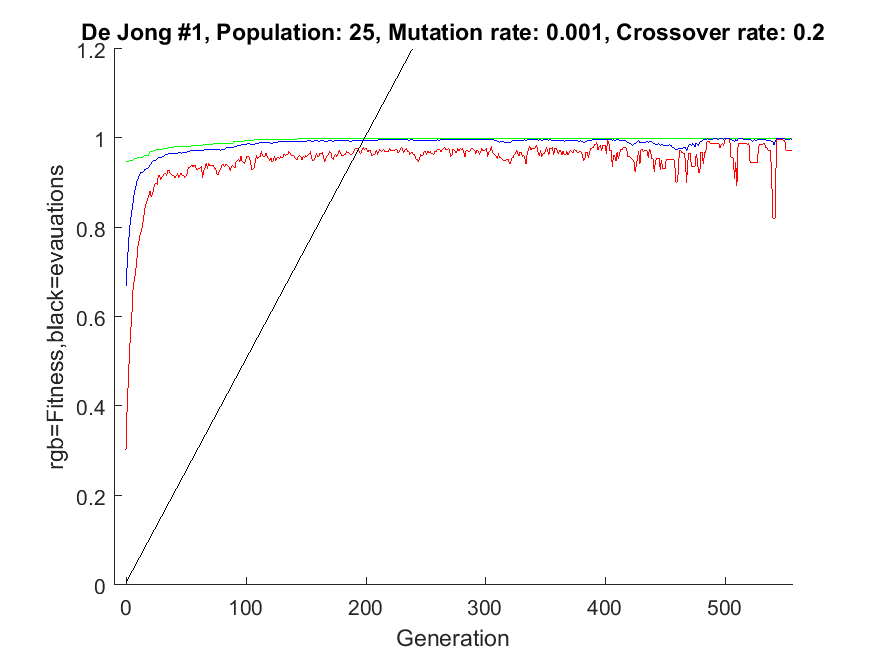 De Jong #1, Population: 25, Mutation rate: 0.001, Crossover rate: 0.2
1.2
1
0.8
0.6
0.4
0.2
0
rgb=Fitness,black=evauations
0 100 200 300 400 500
Generation